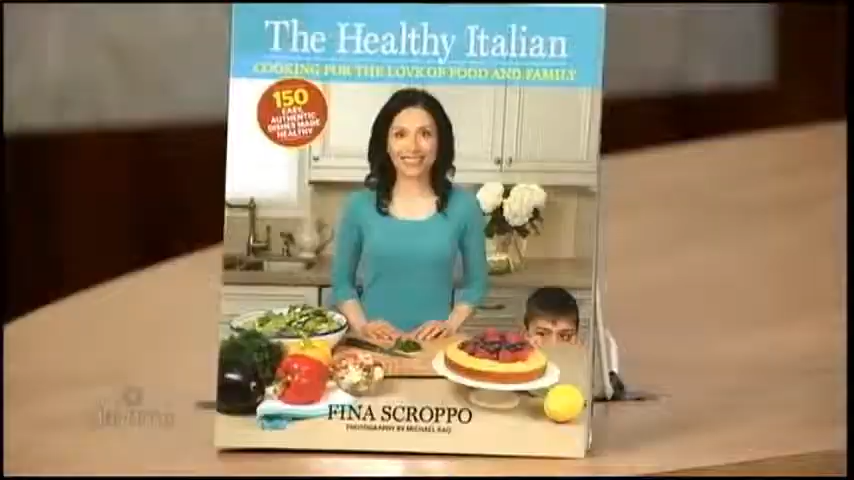 The Healthy Italian
COOKING FOR THE LOVE OF FOOD AND FAMILY
150
EASY,
AUTHENTIC
DISHES MADE
HEALTHY
FINA SCROPPO
PHOTOGRAPHY BY MICHAEL